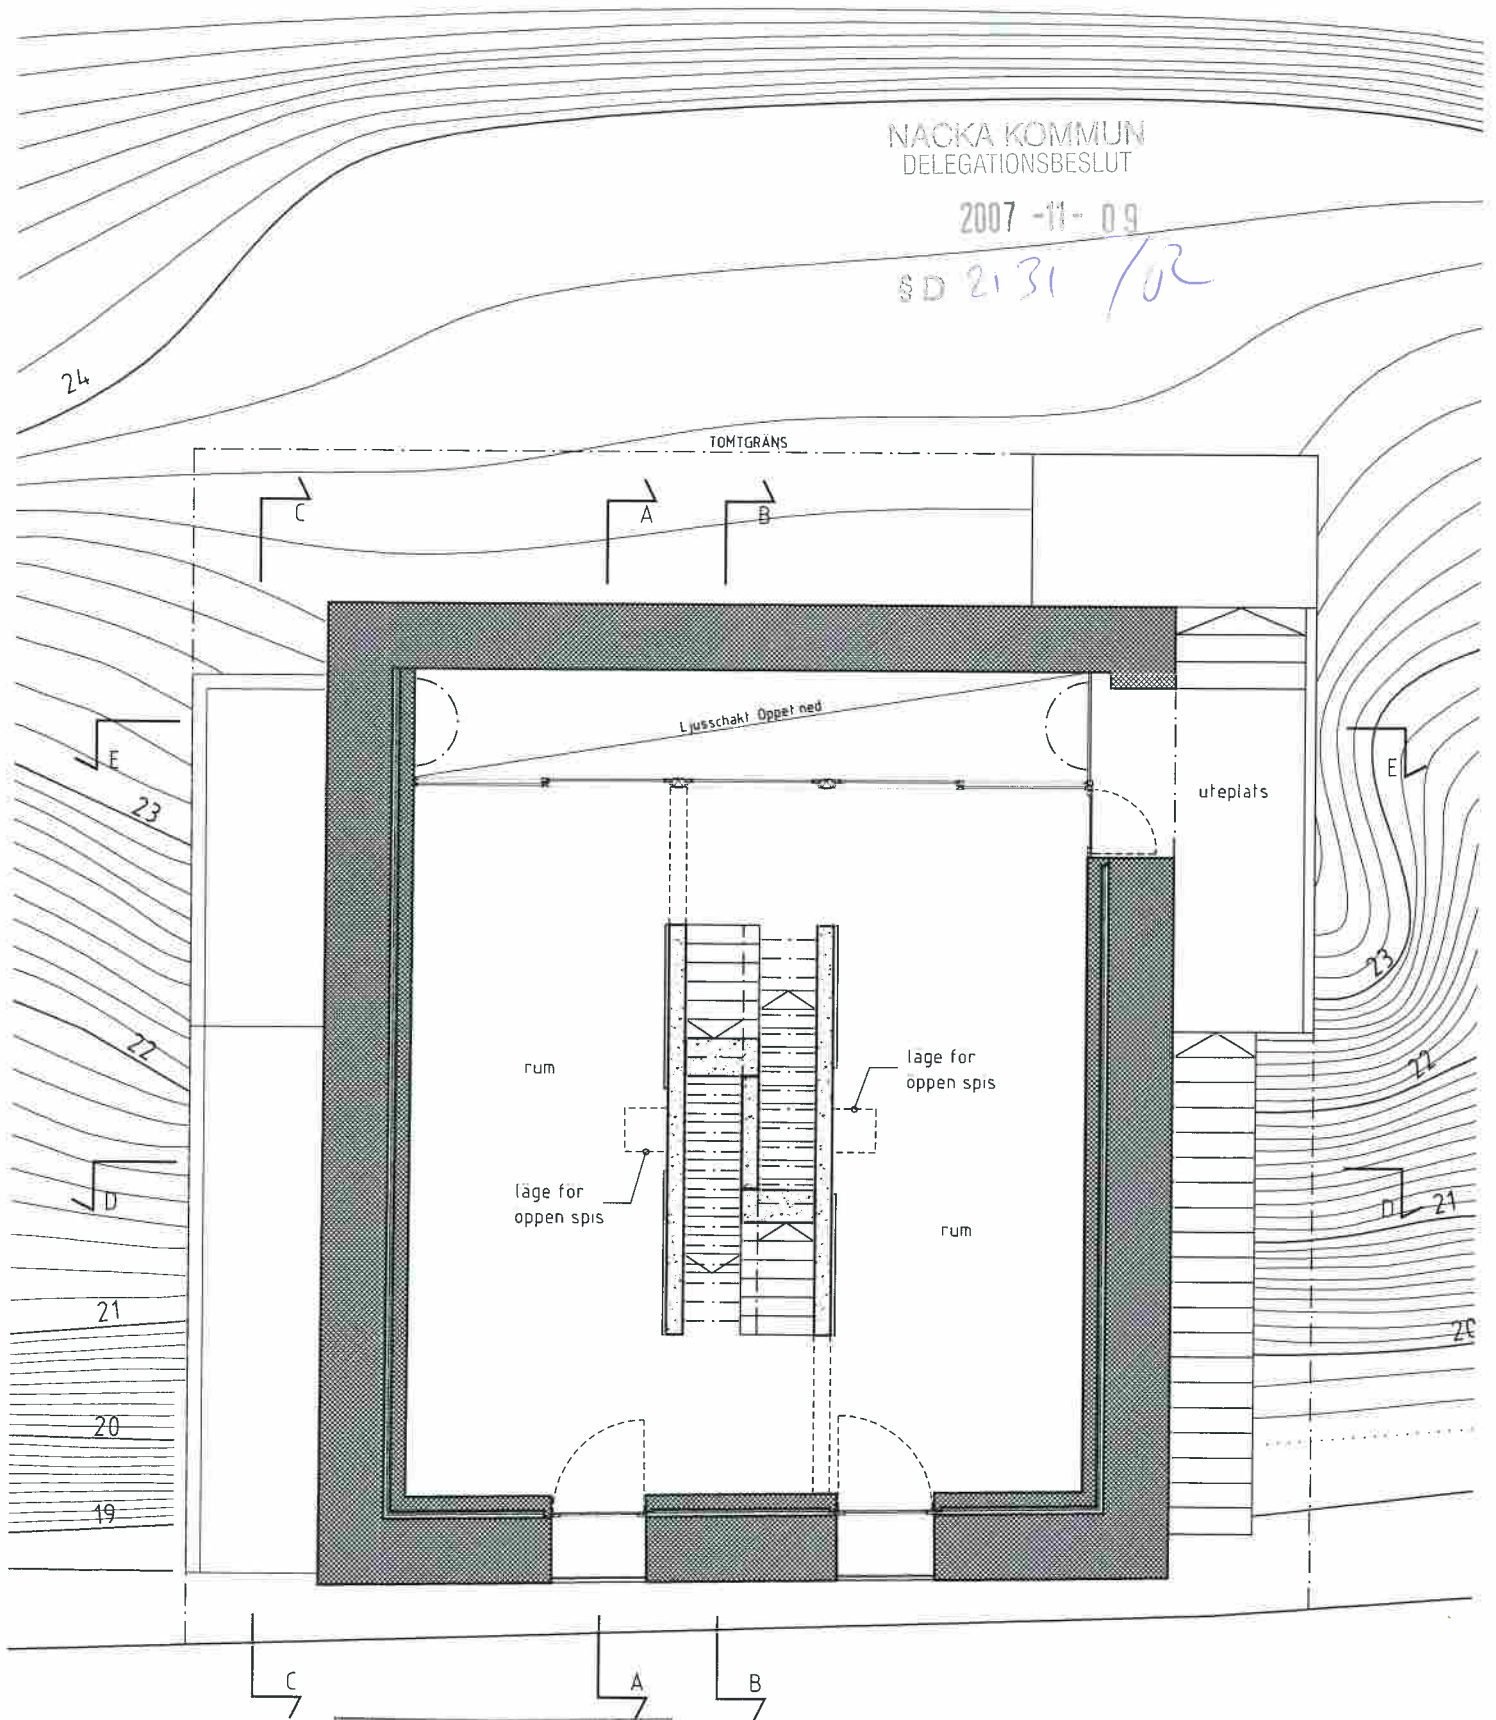 NACKA KOMMUN
DELEGATIONSBESLUT
2007 -11- 09
§ D 2131 /02
24
TOMTGRÄNS
C
A
B
Ljusschakt Öppet ned
E
E
uteplats
23
23
22
22
rum
läge för
öppen spis
läge för
öppen spis
D
D
21
rum
21
20
20
19
C
A
B